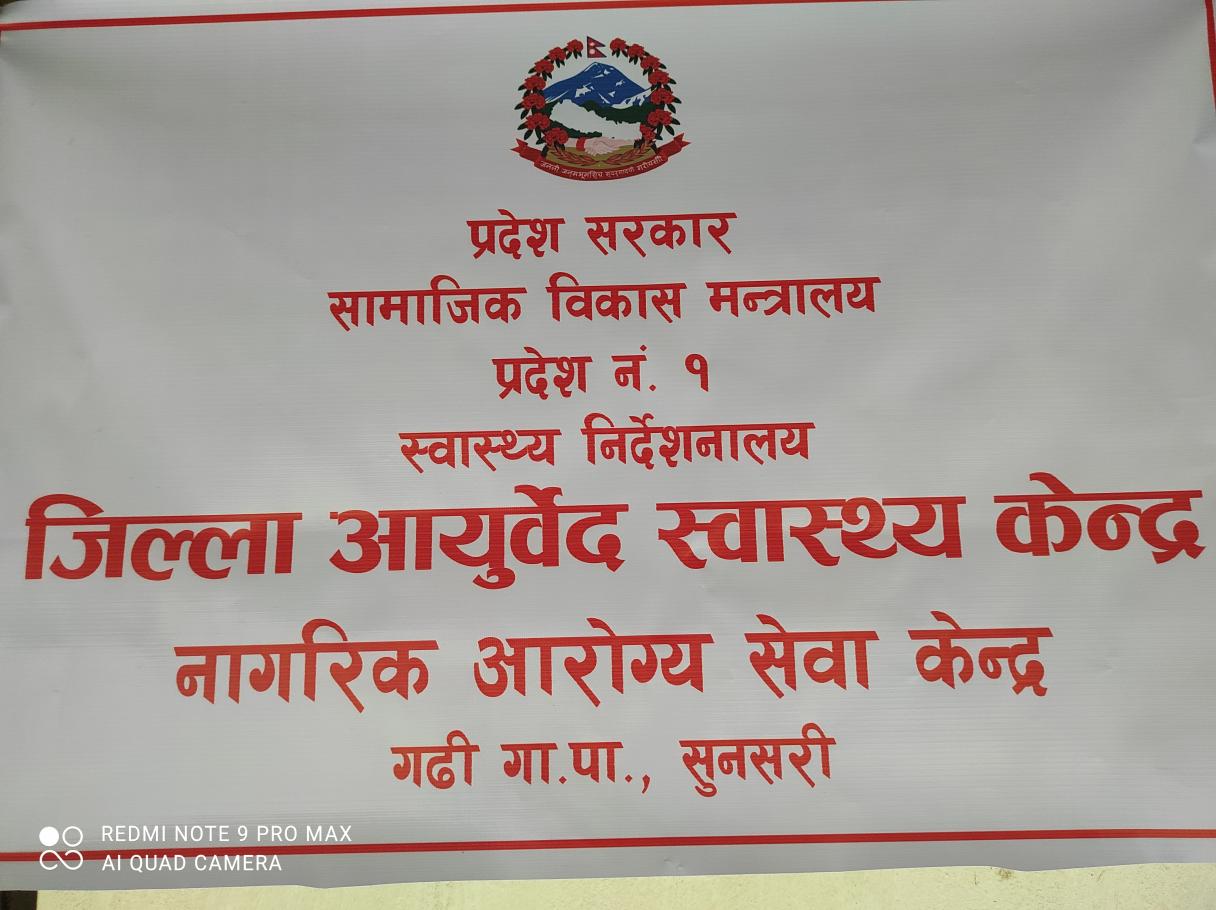 प्रदेश सरकार
सामाजिक विकास मन्त्रालय
प्रदेश नं. १
स्वास्थ्य निर्देशनालय
जिल्ला आयुर्वेद स्वास्थ्य केन्द्र
नागरिक आरोग्य सेवा केन्द्र
गढी गा.पा., सुनसरी
REDMI NOTE 9 PRO MAX
AI QUAD CAMERA